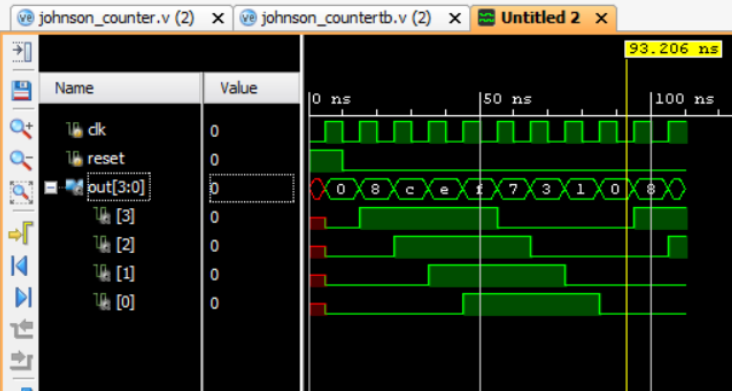 johnson_counter.v (2) johnson_countertb.v (2) Untitled 2
93.206 ns
Name Value 0 ns 50 ns 100 ns
clk 0
reset 0
out[3:0] 0 0 8 c e f 7 3 1 0 8
[3] 0
[2] 0
[1] 0
[0] 0